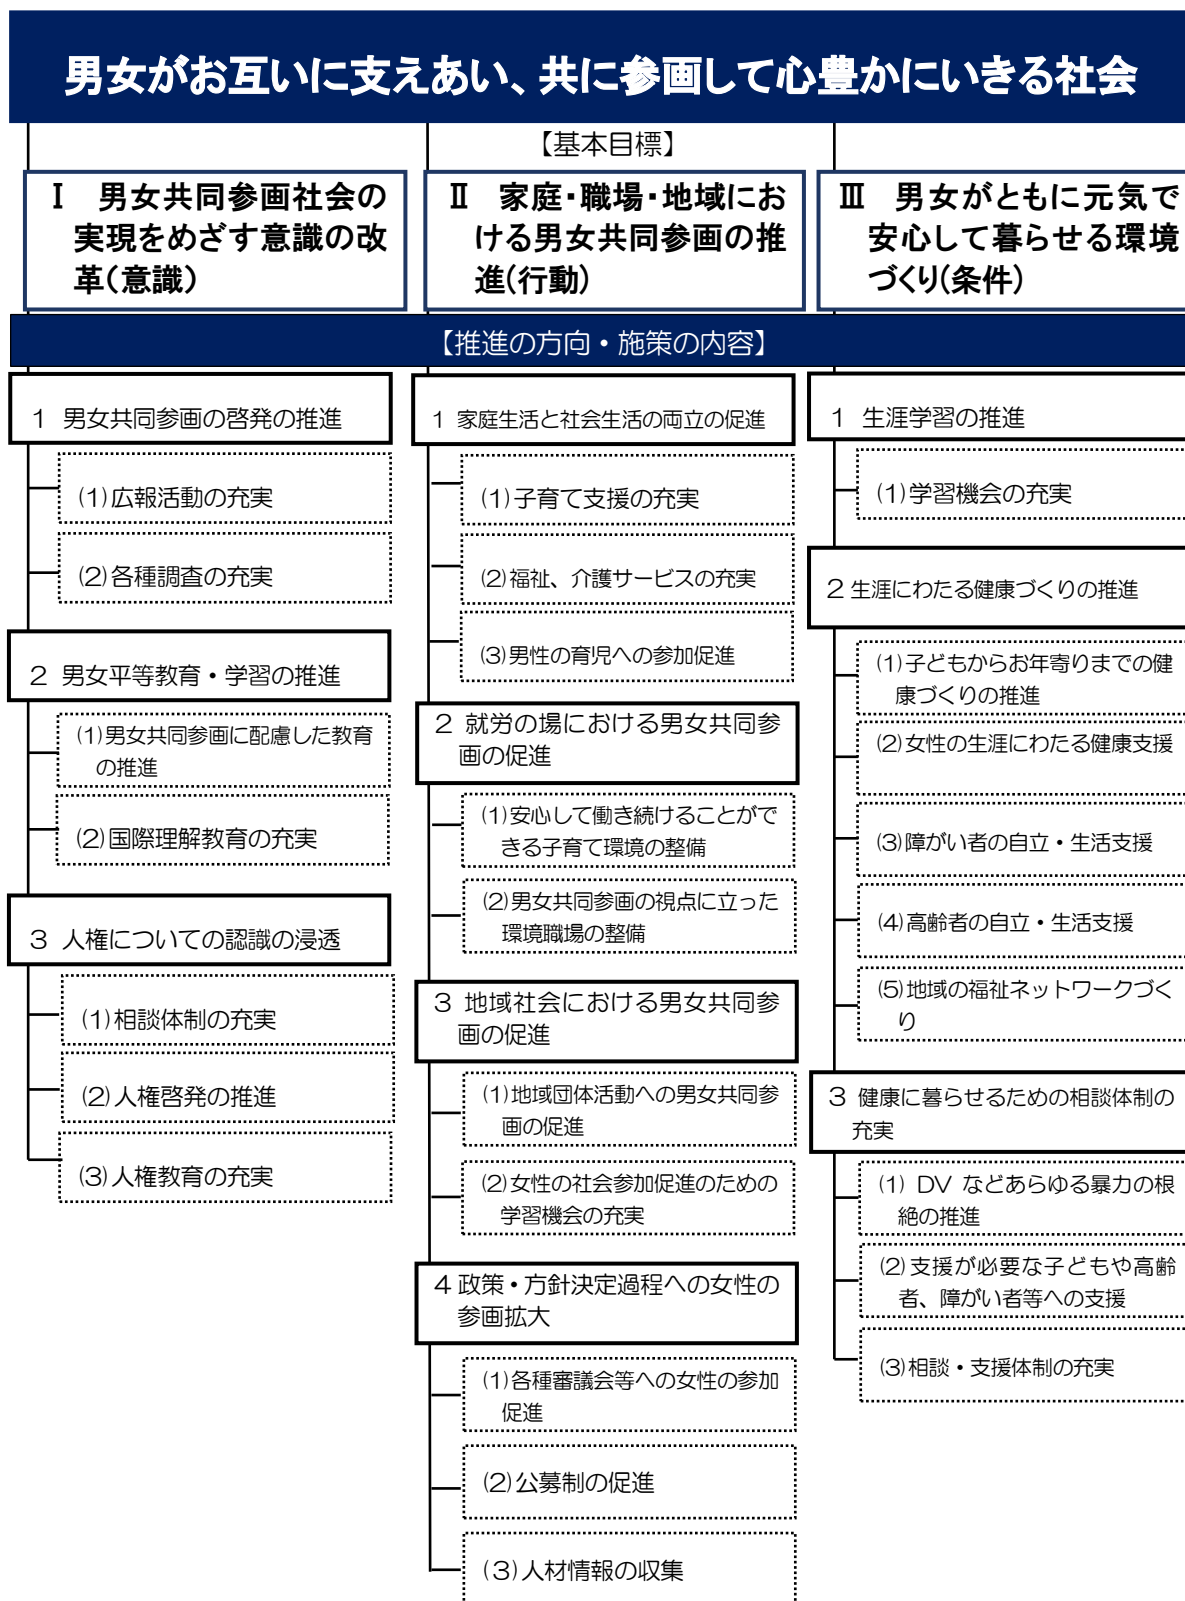 男女がお互いに支えあい、共に参画して心豊かにいきる社会
【基本目標】
Ⅰ　男女共同参画社会の
実現をめざす意識の改
革(意識)
Ⅱ　家庭・職場・地域にお
ける男女共同参画の推
進(行動)
Ⅲ　男女がともに元気で
安心して暮らせる環境
づくり(条件)
【推進の方向・施策の内容】
1 男女共同参画の啓発の推進
(1)広報活動の充実
(2)各種調査の充実
2 男女平等教育・学習の推進
(1)男女共同参画に配慮した教育
の推進
(2)国際理解教育の充実
3 人権についての認識の浸透
(1)相談体制の充実
(2)人権啓発の推進
(3)人権教育の充実
1 家庭生活と社会生活の両立の促進
(1)子育て支援の充実
(2)福祉、介護サービスの充実
(3)男性の育児への参加促進
2 就労の場における男女共同参
画の促進
(1)安心して働き続けることがで
きる子育て環境の整備
(2)男女共同参画の視点に立った
環境職場の整備
3 地域社会における男女共同参
画の促進
(1)地域団体活動への男女共同参
画の促進
(2)女性の社会参加促進のための
学習機会の充実
4 政策・方針決定過程への女性の
参画拡大
(1)各種審議会等への女性の参加
促進
(2)公募制の促進
(3)人材情報の収集
1 生涯学習の推進
(1)学習機会の充実
2 生涯にわたる健康づくりの推進
(1)子どもからお年寄りまでの健
康づくりの推進
(2)女性の生涯にわたる健康支援
(3)障がい者の自立・生活支援
(4)高齢者の自立・生活支援
(5)地域の福祉ネットワークづく
り
3 健康に暮らせるための相談体制の
充実
(1) DV などあらゆる暴力の根
絶の推進
(2)支援が必要な子どもや高齢
者、障がい者等への支援
(3)相談・支援体制の充実